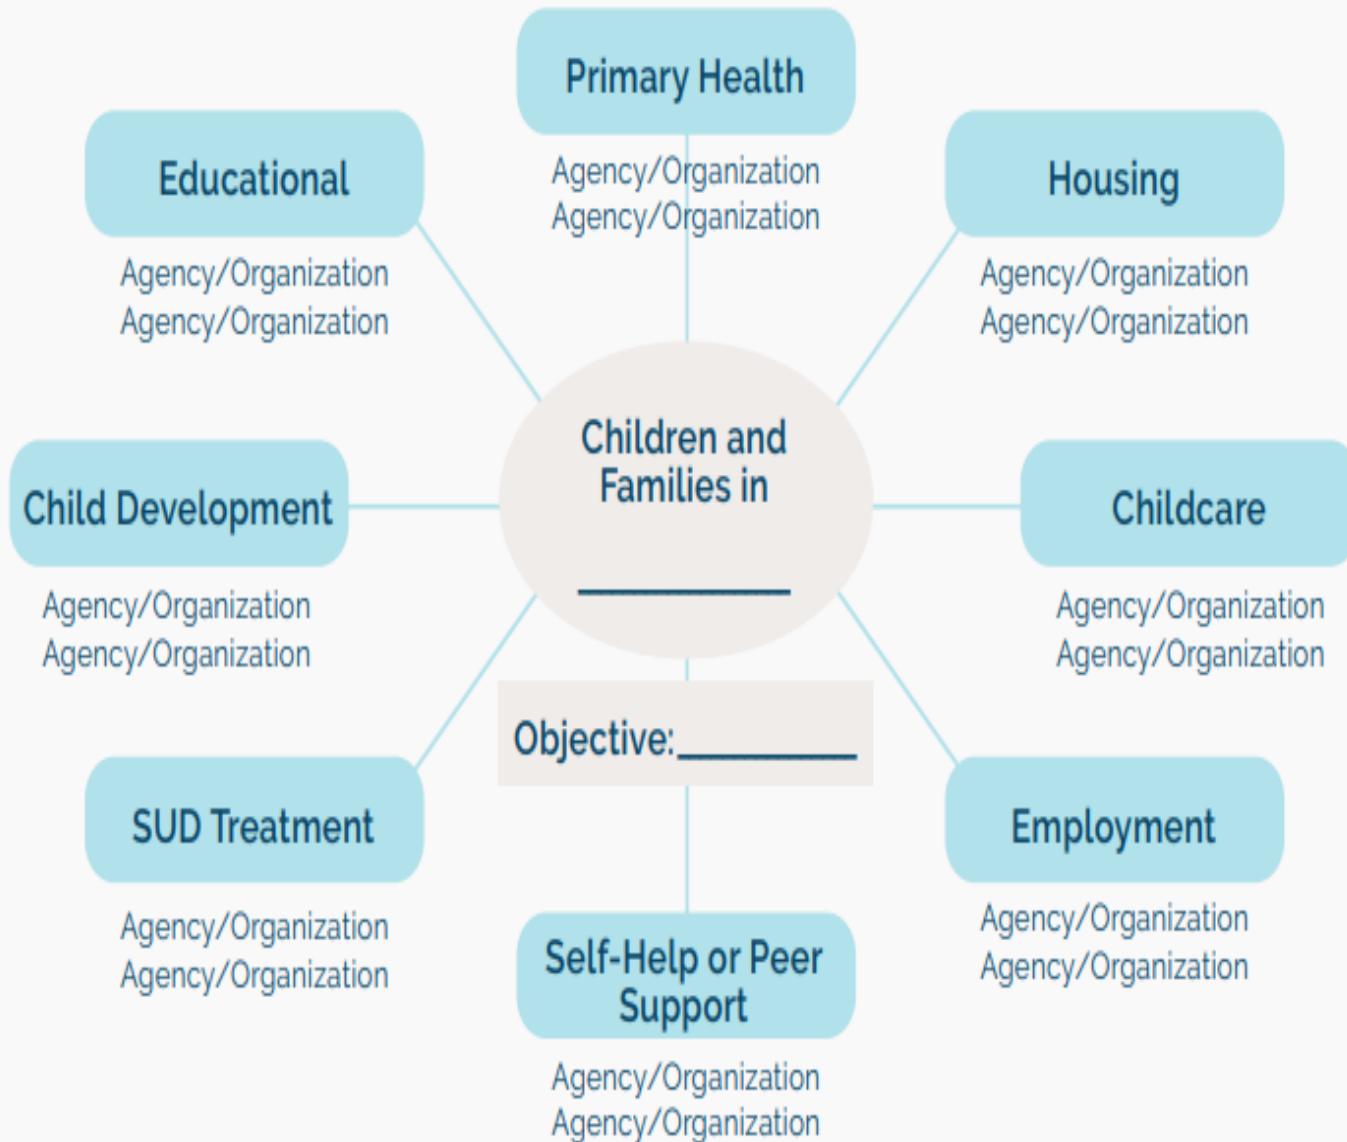 Primary Health
Agency/Organization
Agency/Organization
Educational
Agency/Organization
Agency/Organization
Housing
Agency/Organization
Agency/Organization
Children and
Families in
____________
Child Development
Agency/Organization
Agency/Organization
Childcare
Agency/Organization
Agency/Organization
Objective:__________
SUD Treatment
Agency/Organization
Agency/Organization
Employment
Agency/Organization
Agency/Organization
Self-Help or Peer
Support
Agency/Organization
Agency/Organization